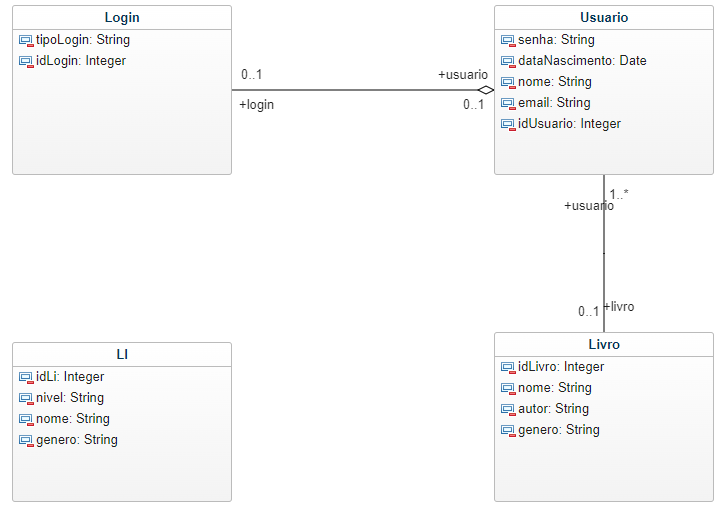 Login
tipoLogin: String
idLogin: Integer
0..1
+login
+usuario
0..1
Usuario
senha: String
dataNascimento: Date
nome: String
email: String
idUsuario: Integer
1..*
+usuario
0..1
+livro
LI
idLi: Integer
nivel: String
nome: String
genero: String
Livro
idLivro: Integer
nome: String
autor: String
genero: String